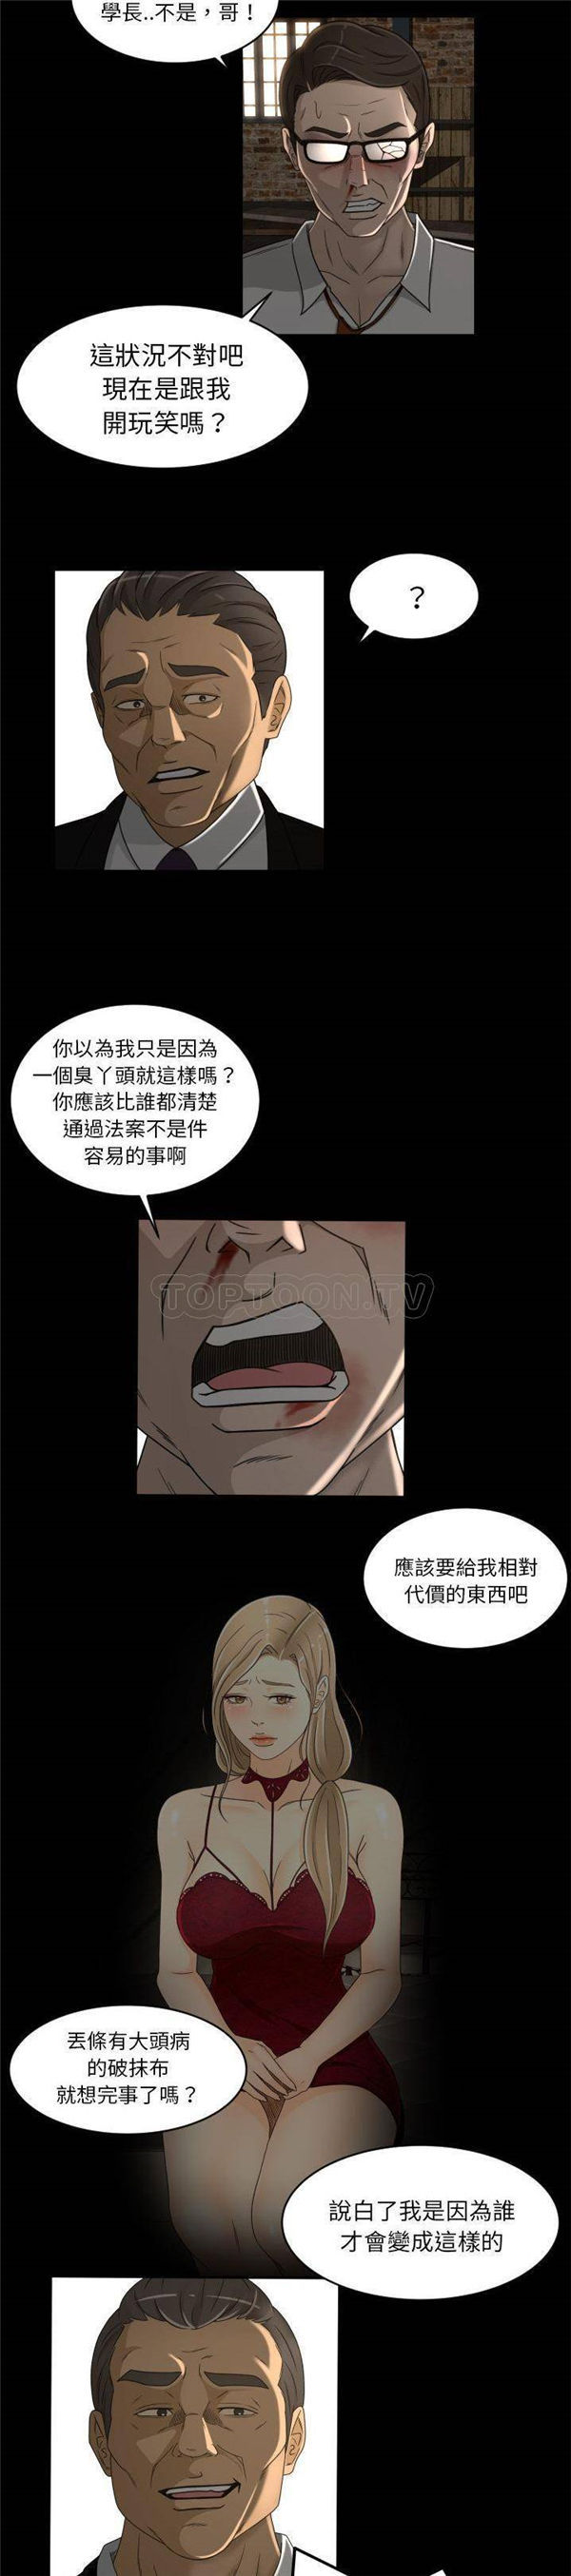 學長..不是，哥！
這狀況不對吧
現在是跟我
開玩笑嗎？
？
你以為我只是因為
一個臭丫頭就這樣嗎？
你應該比誰都清楚
通過法案不是件
容易的事啊
TOPTOON.TV
應該要給我相對
代價的東西吧
丟條有大頭病
的破抹布
就想完事了嗎？
說白了我是因為誰
才會變成這樣的